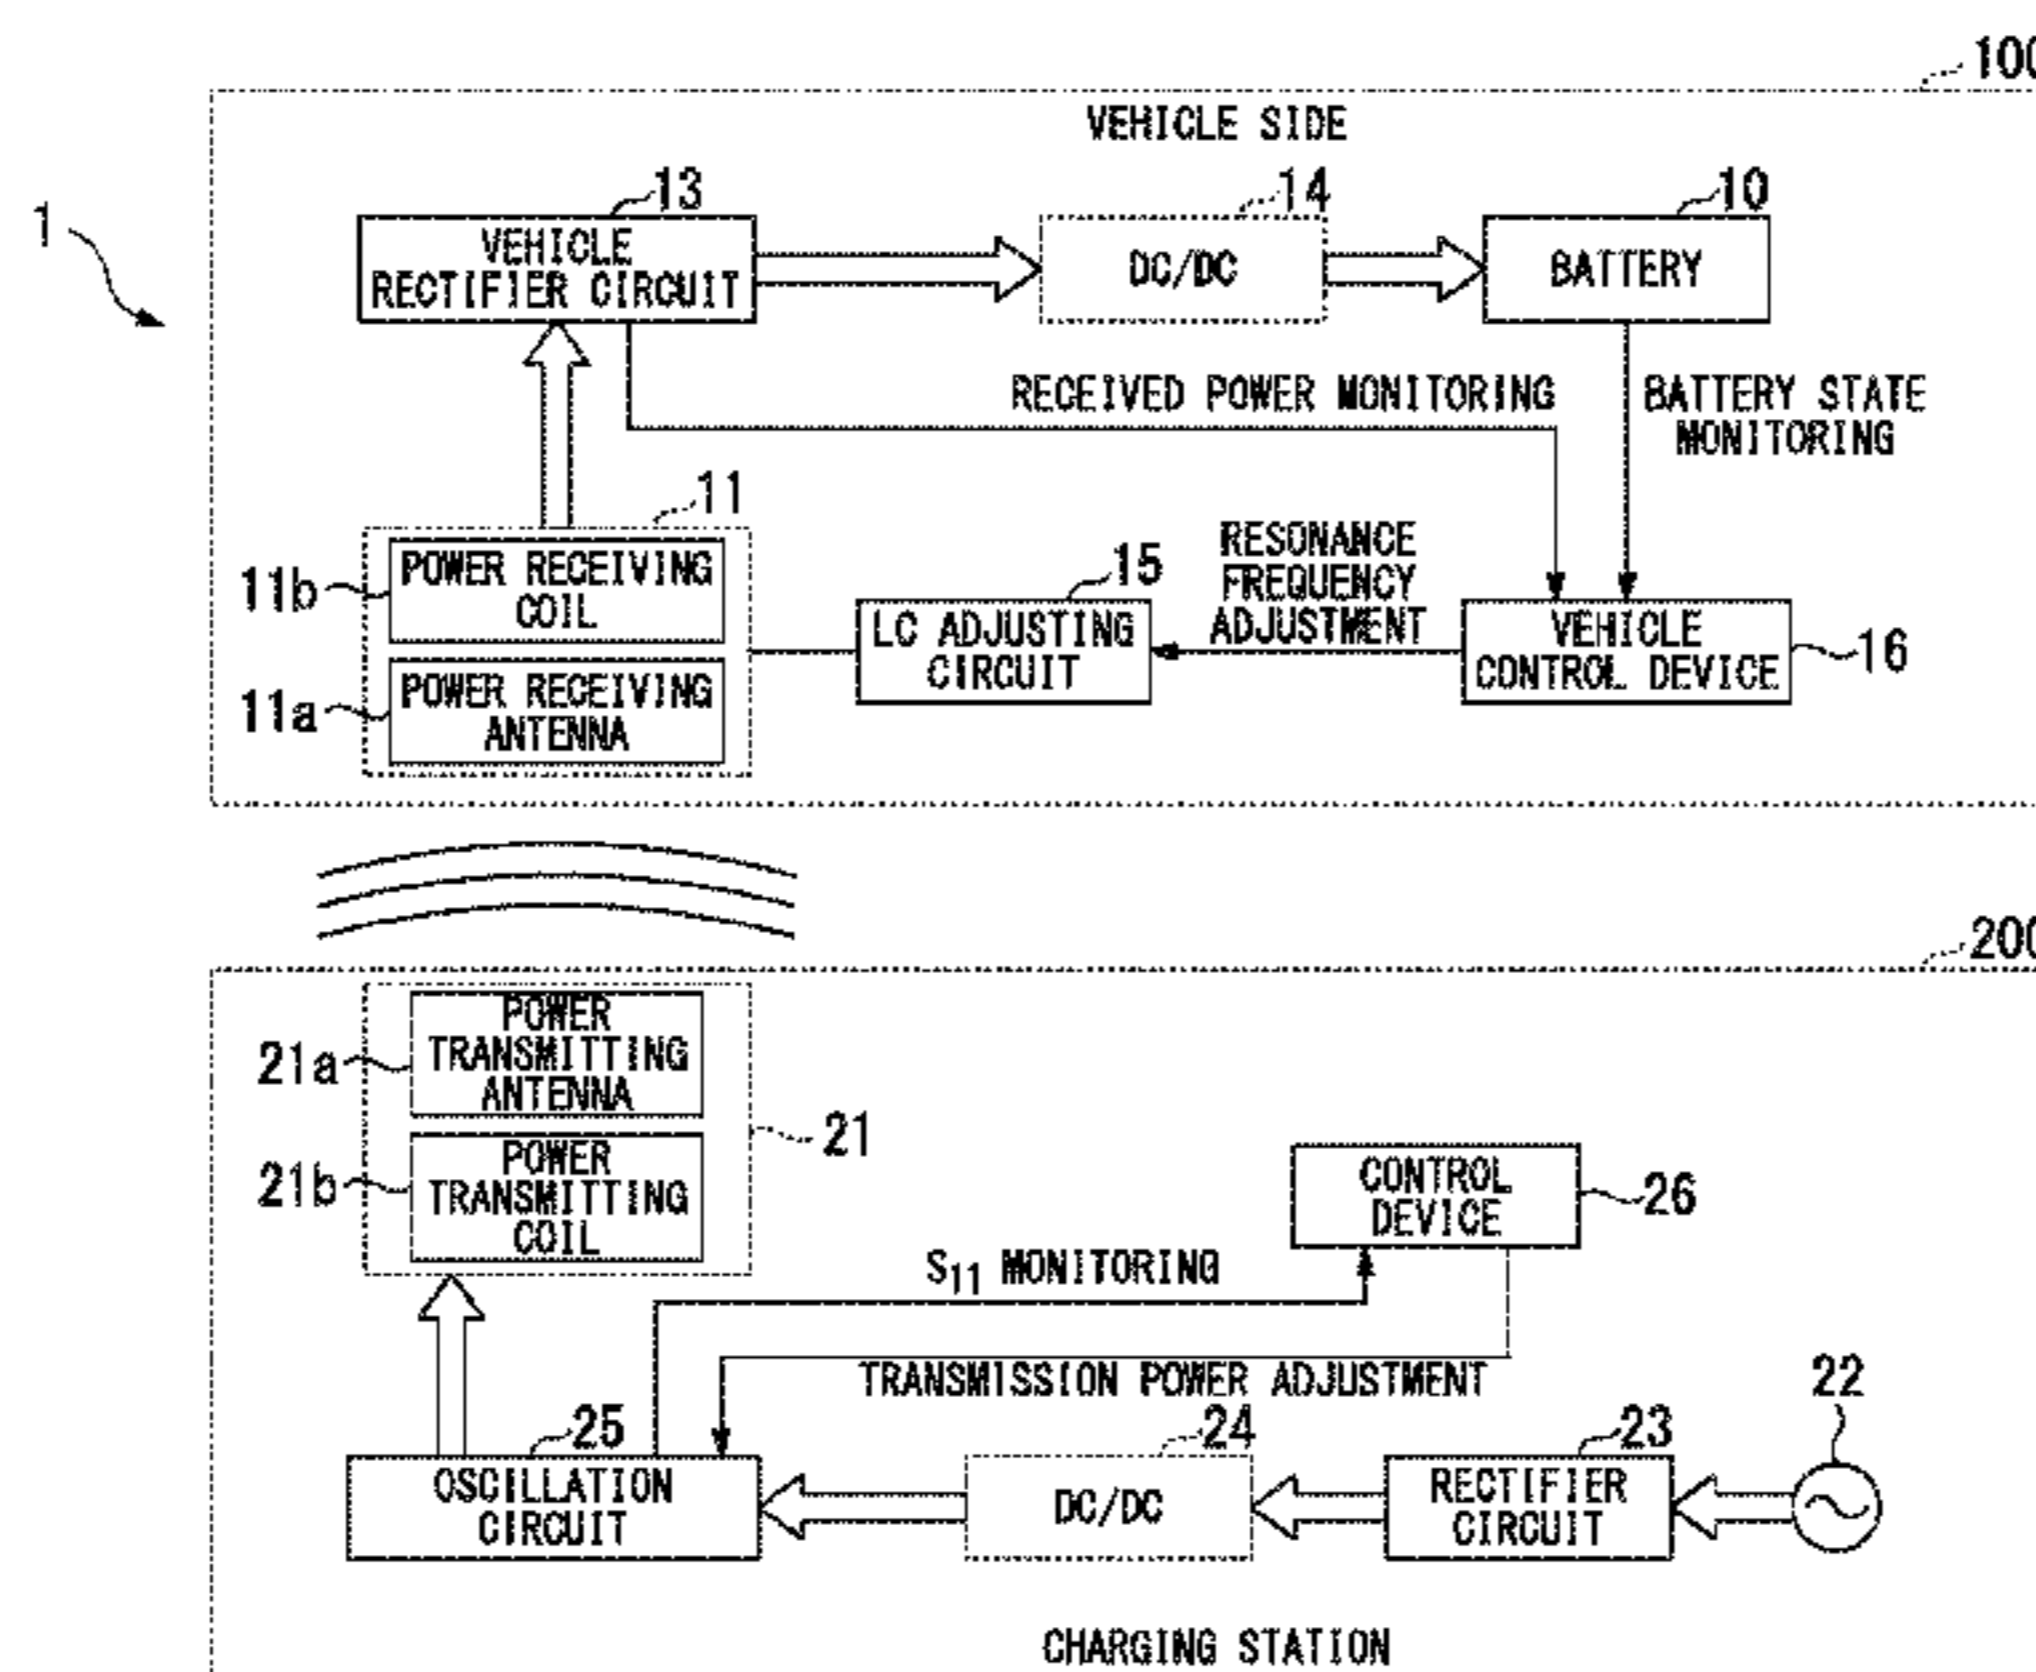 100
VEHICLE SIDE
1
13
14
10
VEHICLE
RECTIFIER CIRCUIT
DC/DC
BATTERY
RECEIVED POWER MONITORING
BATTERY STATE
MONITORING
11
11b
POWER RECEIVING
COIL
11a
POWER RECEIVING
ANTENNA
15
LC ADJUSTING
CIRCUIT
RESONANCE
FREQUENCY
ADJUSTMENT
VEHICLE
CONTROL DEVICE
16
200
21a
POWER
TRANSMITTING
ANTENNA
21
21b
POWER
TRANSMITTING
COIL
CONTROL
DEVICE
26
S11 MONITORING
TRANSMISSION POWER ADJUSTMENT
22
25
24
23
OSCILLATION
CIRCUIT
DC/DC
RECTIFIER
CIRCUIT
CHARGING STATION